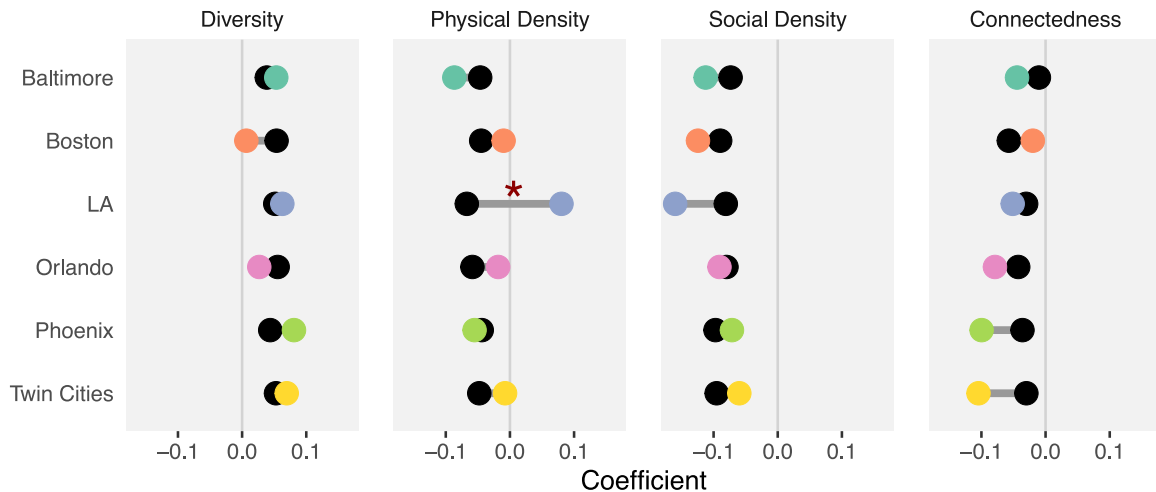 Diversity Physical Density Social Density Connectedness
Baltimore
Boston
LA *
Orlando
Phoenix
Twin Cities
−0.1 0.0 0.1 −0.1 0.0 0.1 −0.1 0.0 0.1 −0.1 0.0 0.1
Coefficient